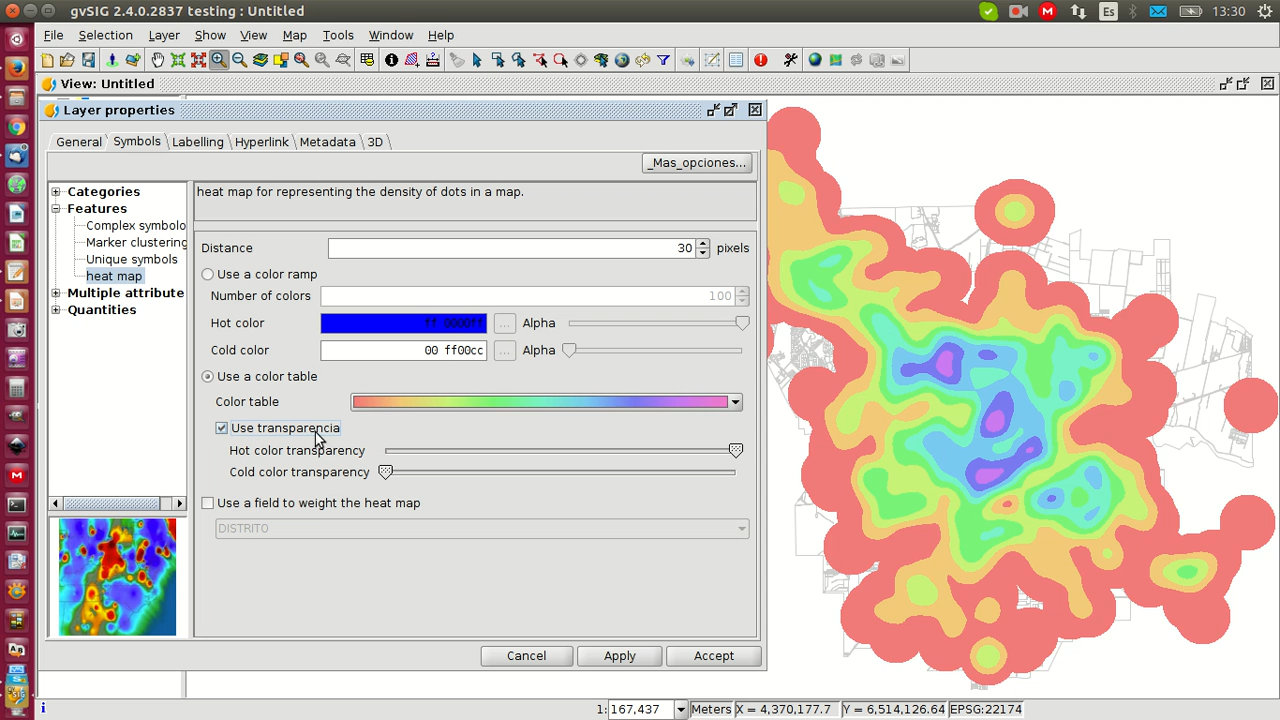 gvSIG 2.4.0.2837 testing : Untitled
Es
13:30
File Selection Layer Show View Map Tools Window Help
View: Untitled
Layer properties
General Symbols Labelling Hyperlink Metadata 3D
_Mas_opciones...
Categories
Features
Complex symbolo
Marker clustering
Unique symbols
heat map
Multiple attribute
Quantities
heat map for representing the density of dots in a map.
Distance 30 pixels
Use a color ramp
Number of colors 100
Hot color ff 0000ff ... Alpha
Cold color 00 ff00cc ... Alpha
Use a color table
Color table
Use transparencia
Hot color transparency
Cold color transparency
Use a field to weight the heat map
DISTRITO
Cancel Apply Accept
1: 167,437 Meters X = 4,370,177.7 Y = 6,514,126.64 EPSG:22174